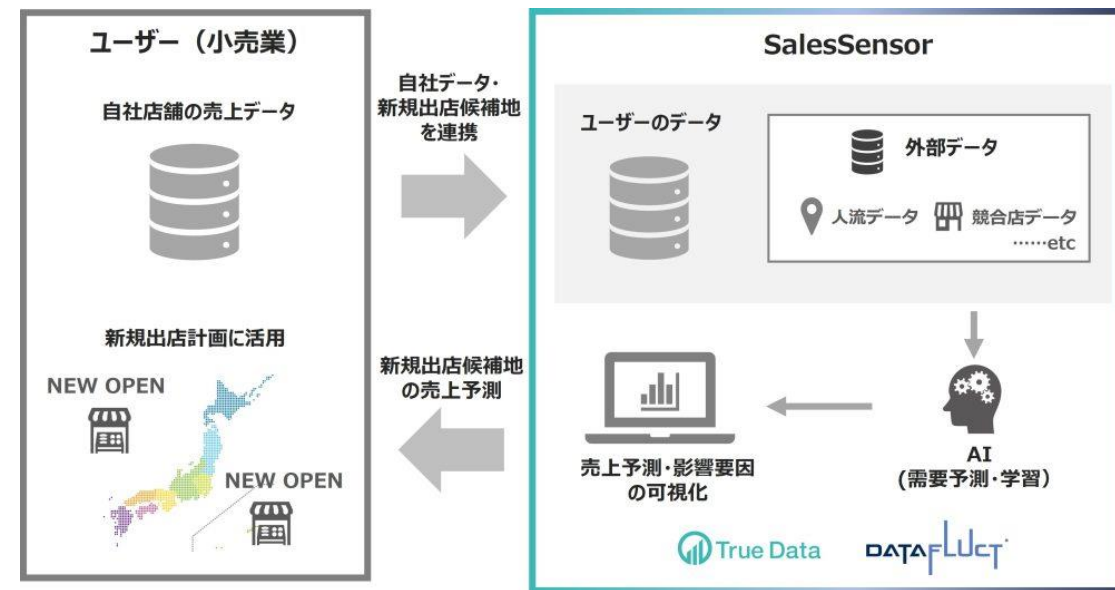 ユーザー（小売業）
自社店舗の売上データ
新規出店計画に活用
NEW OPEN
NEW OPEN
自社データ・
新規出店候補地
を連携
新規出店候補地
の売上予測
SalesSensor
ユーザーのデータ
外部データ
人流データ
競合店データ
……etc
AI
(需要予測・学習）
売上予測・影響要因
の可視化
True Data
DATAFLUCT